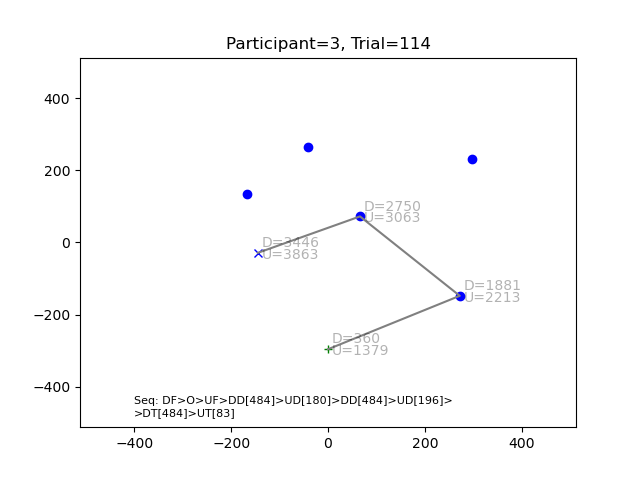 Participant=3, Trial=114
400
200
0
−200
−400
D=2750
U=3063
D=3446
U=3863
D=1881
U=2213
D=360
U=1379
Seq: DF>O>UF>DD[484]>UD[180]>DD[484]>UD[196]>
>DT[484]>UT[83]
−400
−200
0
200
400